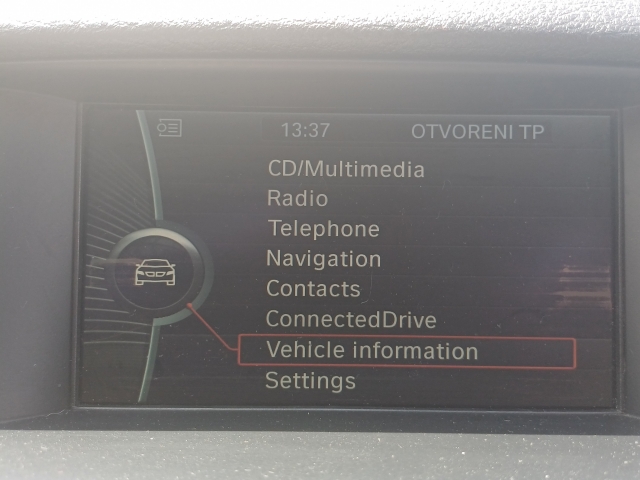 13:37 OTVORENI TP
CD/Multimedia
Radio
Telephone
Navigation
Contacts
ConnectedDrive
Vehicle information
Settings